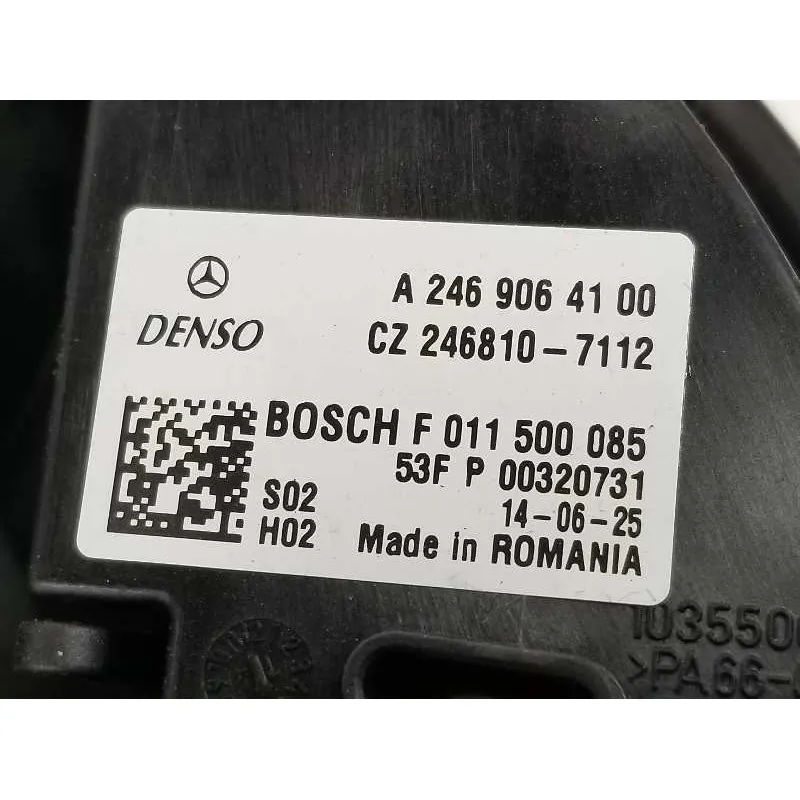 A 246 906 41 00
DENSO
CZ 246810-7112
BOSCH F 011 500 085
53F P 00320731
S02
14-06-25
H02
Made in ROMANIA
>PA66-